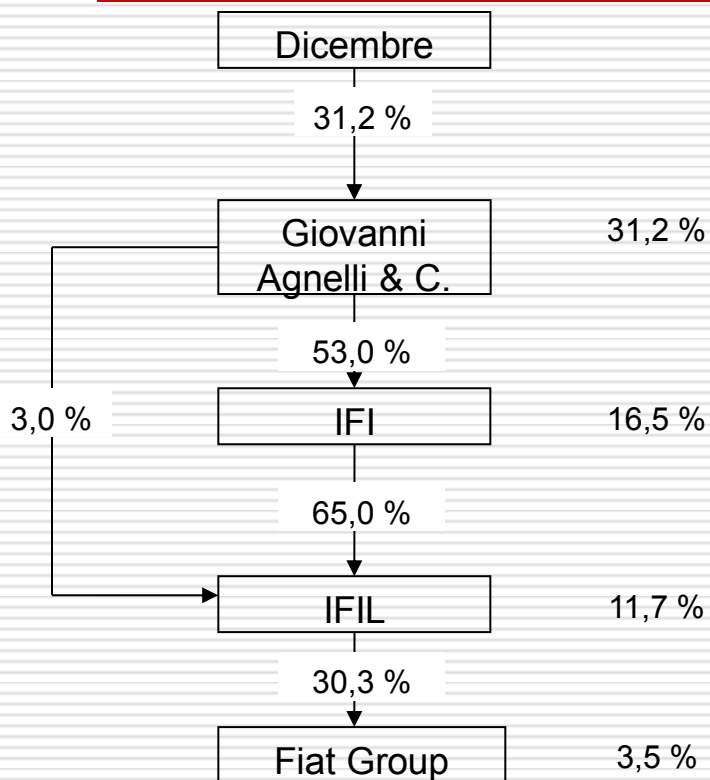 Dicembre
31,2 %
Giovanni
Agnelli & C.
31,2 %
53,0 %
3,0 %
IFI
16,5 %
65,0 %
IFIL
11,7 %
30,3 %
Fiat Group
3,5 %